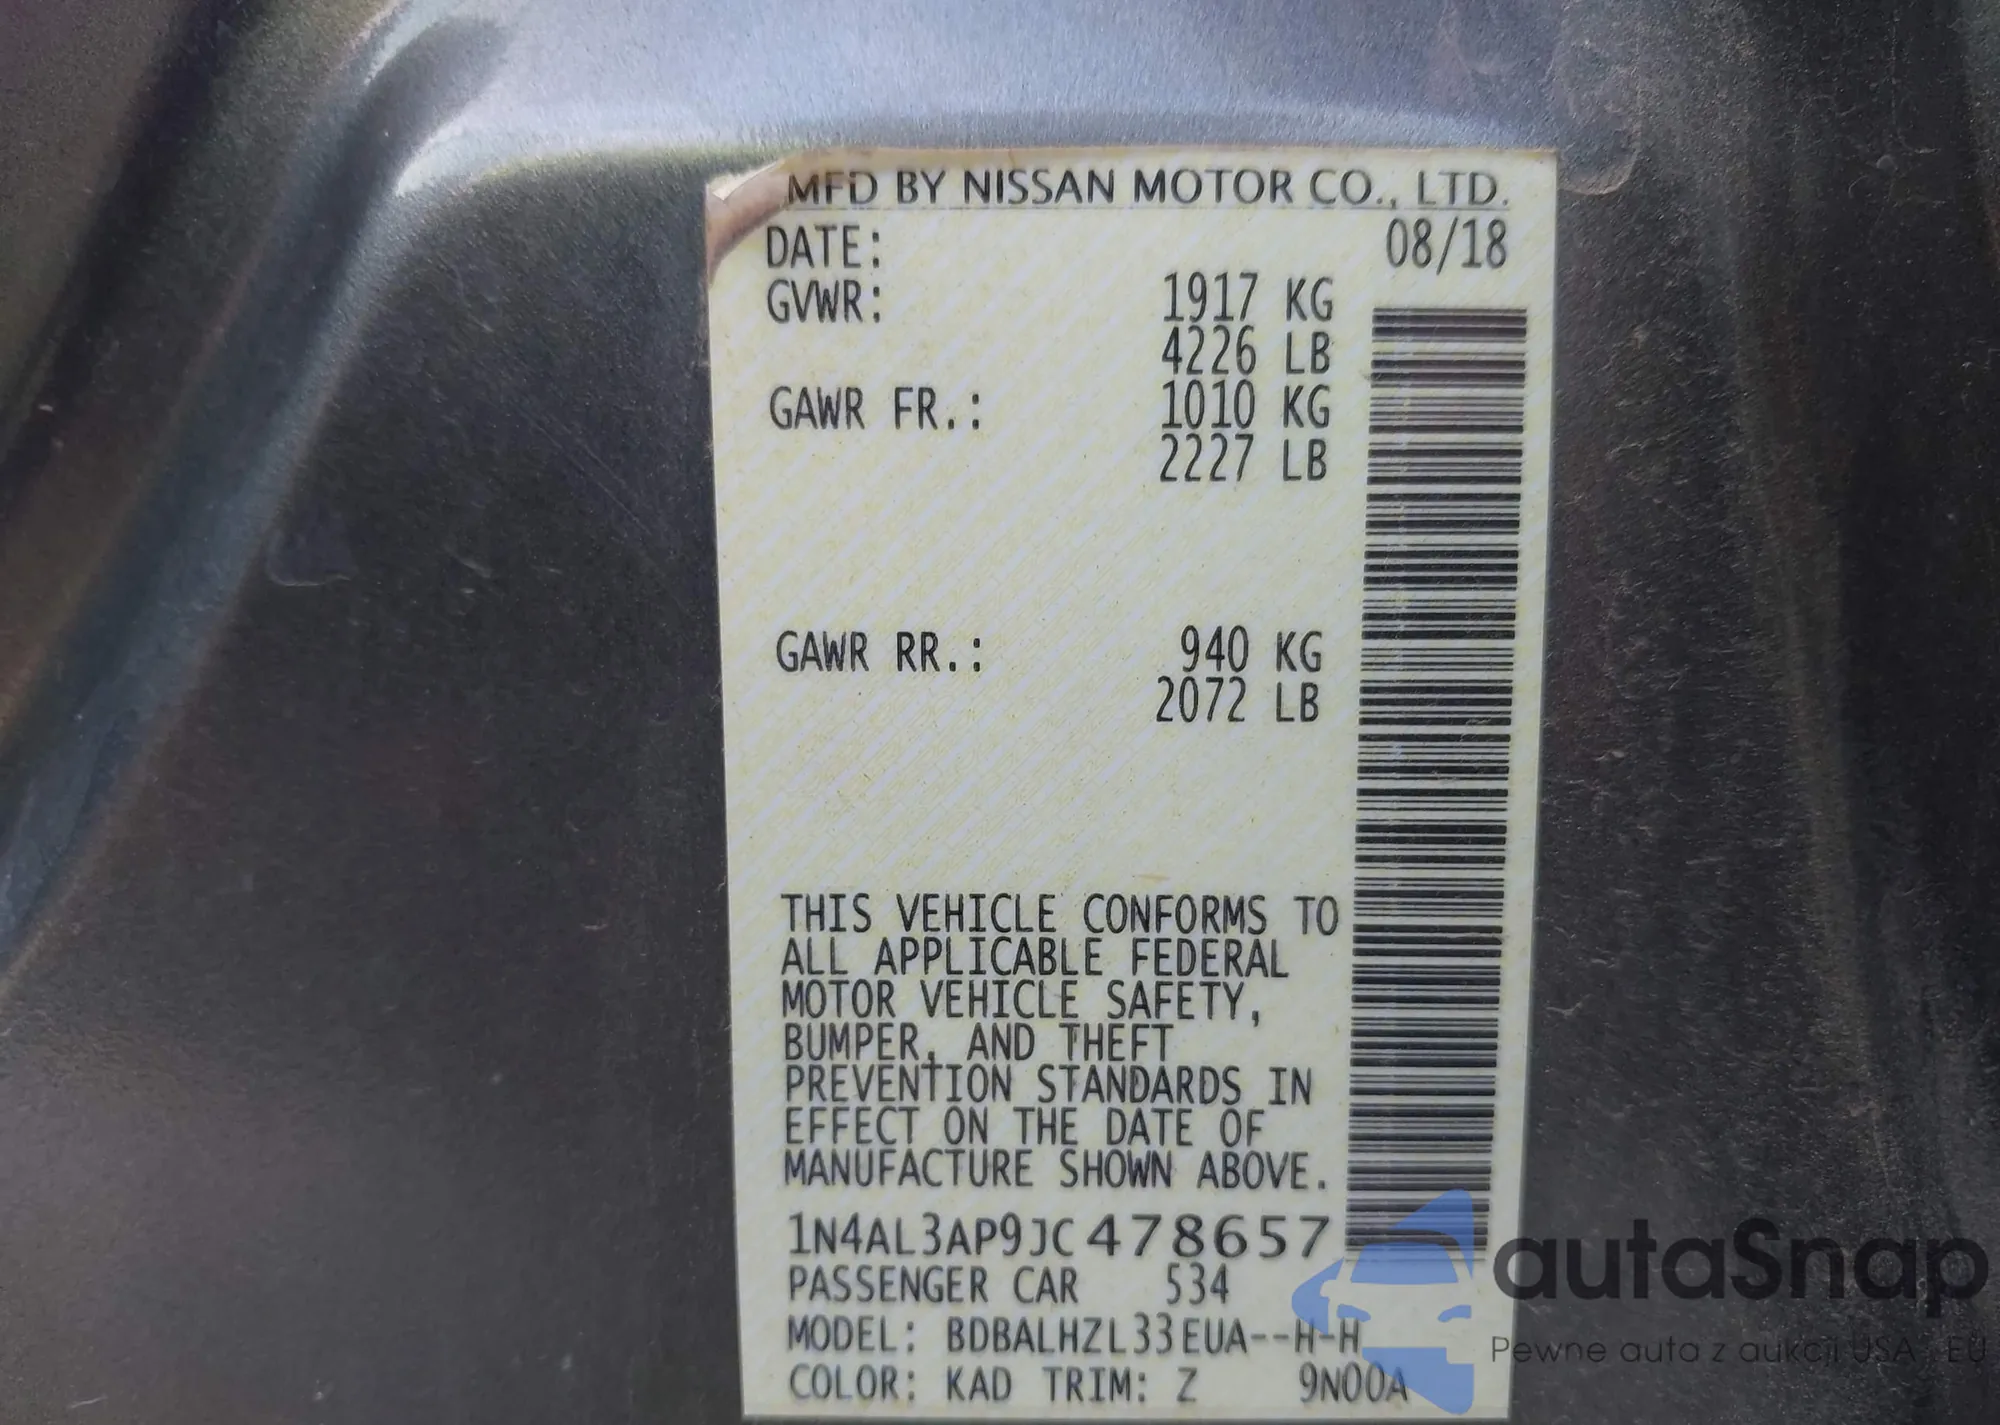 MFD BY NISSAN MOTOR CO., LTD.
DATE: 08/18
GVWR: 1917 KG
4226 LB
GAWR FR.: 1010 KG
2227 LB
GAWR RR.: 940 KG
2072 LB
THIS VEHICLE CONFORMS TO
ALL APPLICABLE FEDERAL
MOTOR VEHICLE SAFETY,
BUMPER, AND THEFT
PREVENTION STANDARDS IN
EFFECT ON THE DATE OF
MANUFACTURE SHOWN ABOVE.
1N4AL3AP9JC478657
PASSENGER CAR 534
MODEL: BDBALHZL33EUA--H-H
COLOR: KAD TRIM: Z 9N00A
autaSnap
Pewne auta z aukcji USA i EU